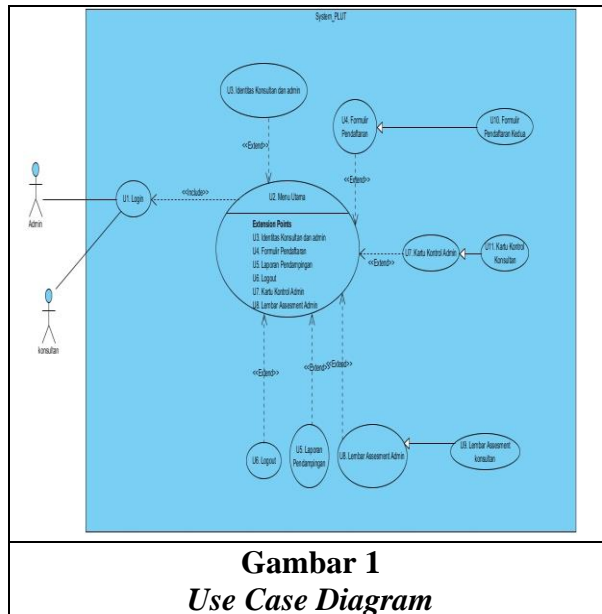 System_PLUT
U3. Identitas Konsultan dan admin
U4. Formulir
Pendaftaran
U10. Formulir
Pendaftaran Kedua
<<Extend>>
<<Extend>>
U1. Login
<<Include>>
Admin
konsultan
U2. Menu Utama
Extension Points
U3. Identitas Konsultan dan admin
U4. Formulir Pendaftaran
U5. Laporan Pendampingan
U6. Logout
U7. Kartu Kontrol Admin
U8. Lembar Assesment Admin
<<Extend>>
U7. Kartu Kontrol Admin
U11. Kartu Kontrol
Konsultan
<<Extend>>
<<Extend>>
<<Extend>>
U6. Logout
U5. Laporan
Pendampingan
U8. Lembar Assesment Admin
U9. Lembar Assesment
konsultan
Gambar 1
Use Case Diagram